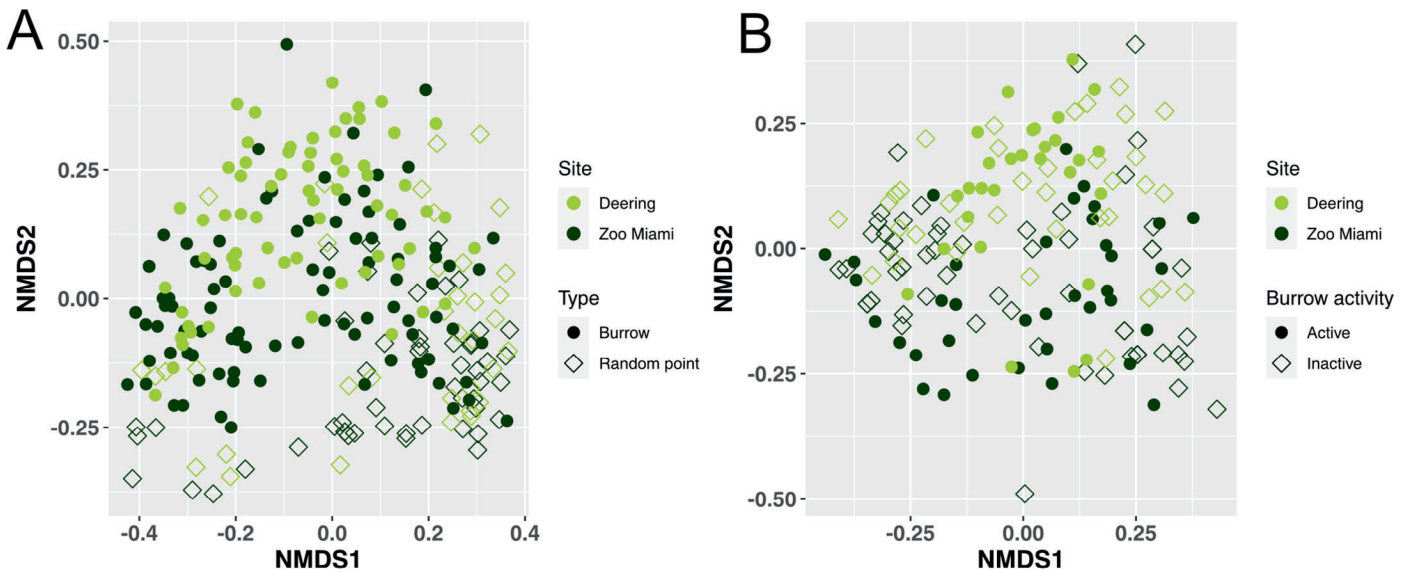 A
0.50
0.25
0.00
-0.25
-0.4
-0.2
0.0
0.2
0.4
NMDS1
NMDS2
Site
Deering
Zoo Miami
Type
Burrow
Random point
B
0.25
0.00
-0.25
-0.50
-0.25
0.00
0.25
NMDS1
NMDS2
Site
Deering
Zoo Miami
Burrow activity
Active
Inactive